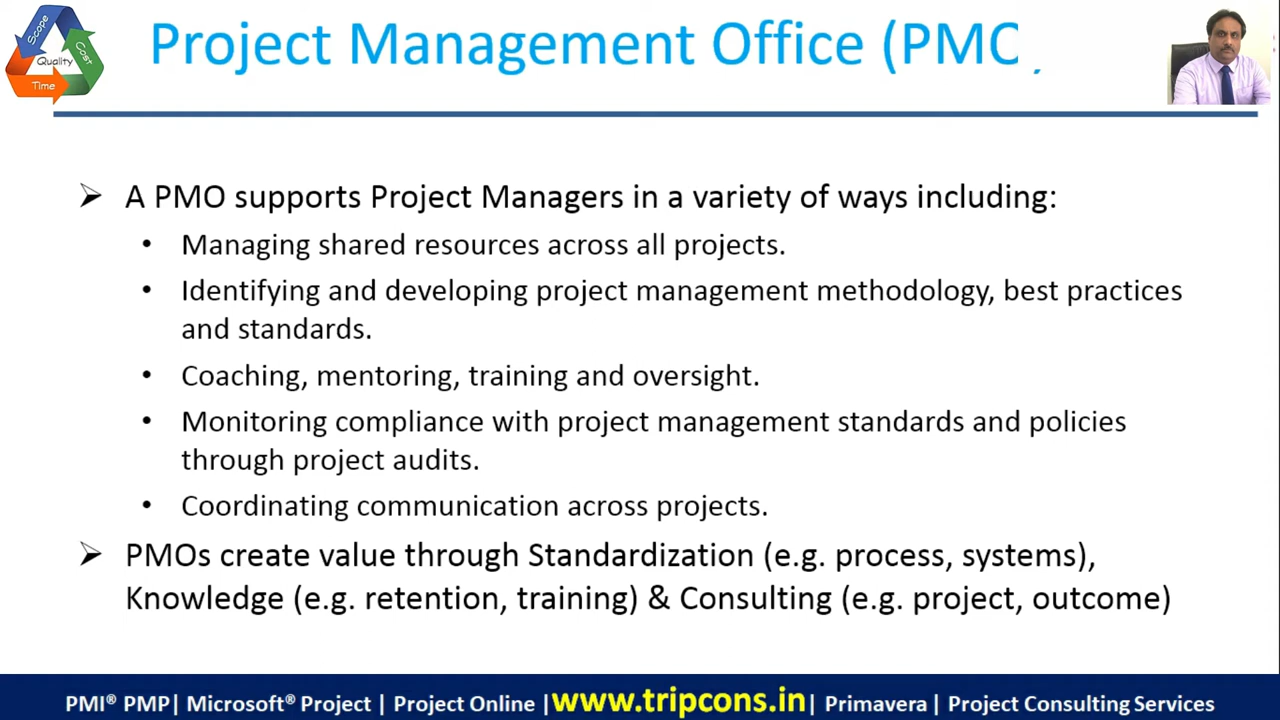 Scope
Cost
Quality
Time
Project Management Office (PMO
A PMO supports Project Managers in a variety of ways including:
Managing shared resources across all projects.
Identifying and developing project management methodology, best practices
and standards.
Coaching, mentoring, training and oversight.
Monitoring compliance with project management standards and policies
through project audits.
Coordinating communication across projects.
PMOs create value through Standardization (e.g. process, systems),
Knowledge (e.g. retention, training) & Consulting (e.g. project, outcome)
PMI® PMP| Microsoft® Project | Project Online |www.tripcons.in| Primavera | Project Consulting Services